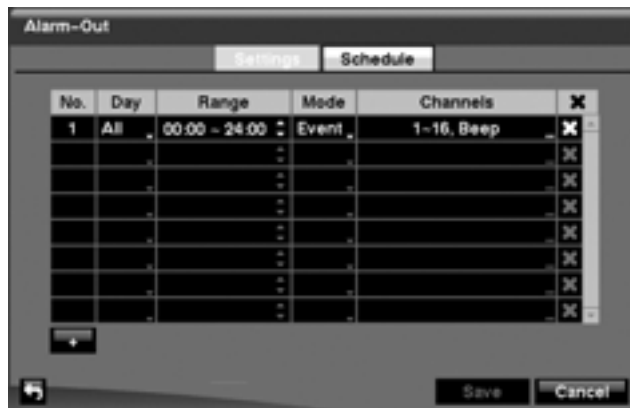 Alarm-Out
Settings Schedule
No. Day Range Mode Channels ✖
1 All 00:00 ~ 24:00 Event 1~16, Beep ✖
+
Save Cancel